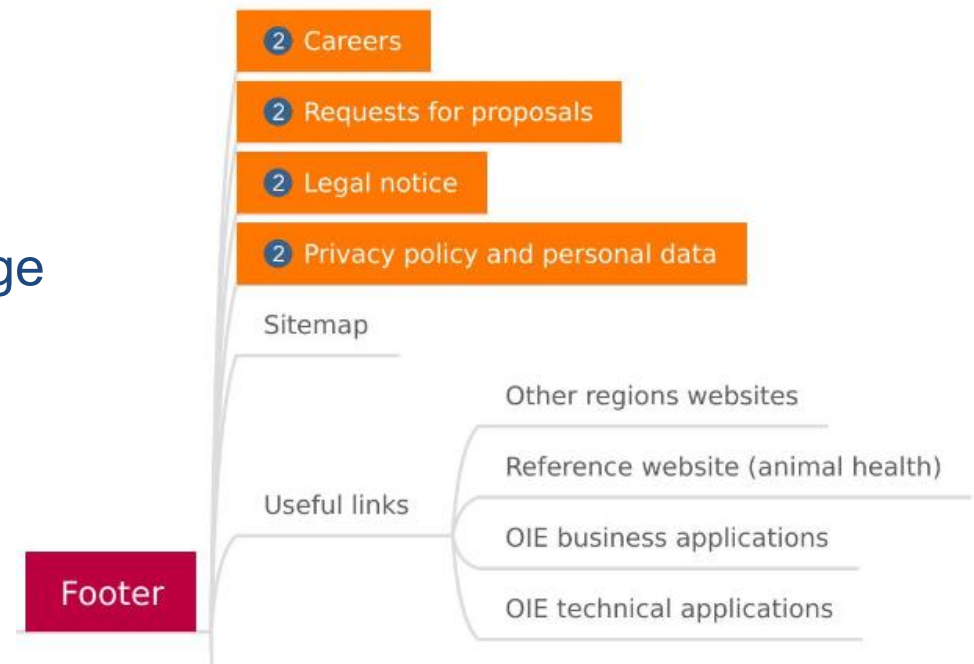 2 Careers
2 Requests for proposals
2 Legal notice
ge
2 Privacy policy and personal data
Sitemap
Other regions websites
Reference website (animal health)
Useful links
OIE business applications
OIE technical applications
Footer